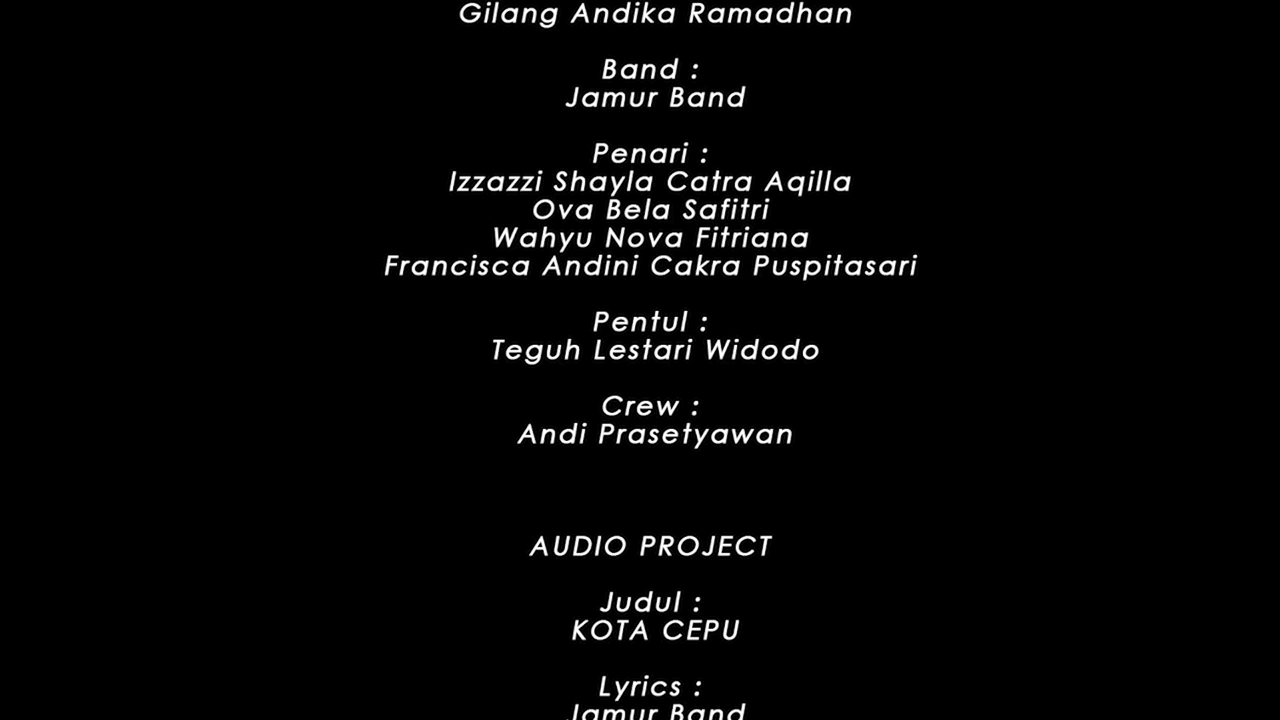 Gilang Andika Ramadhan
Band :
Jamur Band
Penari :
Izzazzi Shayla Catra Aqilla
Ova Bela Safitri
Wahyu Nova Fitriana
Francisca Andini Cakra Puspitasari
Pentul :
Teguh Lestari Widodo
Crew :
Andi Prasetyawan
AUDIO PROJECT
Judul :
KOTA CEPU
Lyrics :
Jamur Band